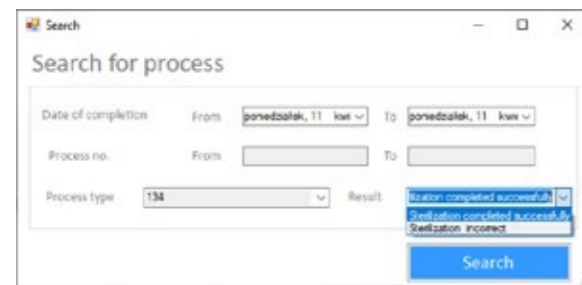 Search
Search for process
Date of completion From poniedziałek, 11 kwi To poniedziałek, 11 kwi
Process no. From To
Process type 134 Result lization completed successfully
Sterilization completed successfully
Sterilization incorrect
Search